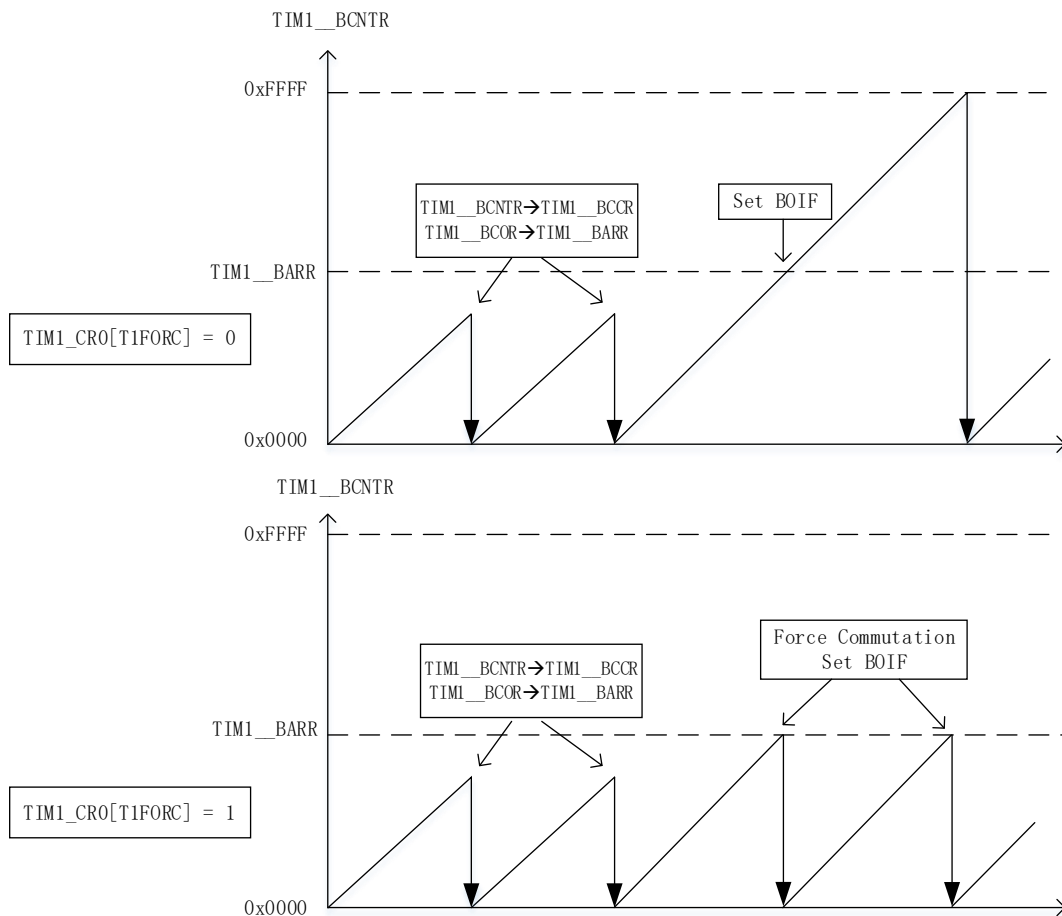 TIM1__BCNTR
0xFFFF
TIM1__BCNTR→TIM1__BCCR
TIM1__BCOR→TIM1__BARR
Set BOIF
TIM1__BARR
TIM1_CR0[T1FORC] = 0
0x0000
TIM1__BCNTR
0xFFFF
TIM1__BCNTR→TIM1__BCCR
TIM1__BCOR→TIM1__BARR
Force Commutation
Set BOIF
TIM1__BARR
TIM1_CR0[T1FORC] = 1
0x0000